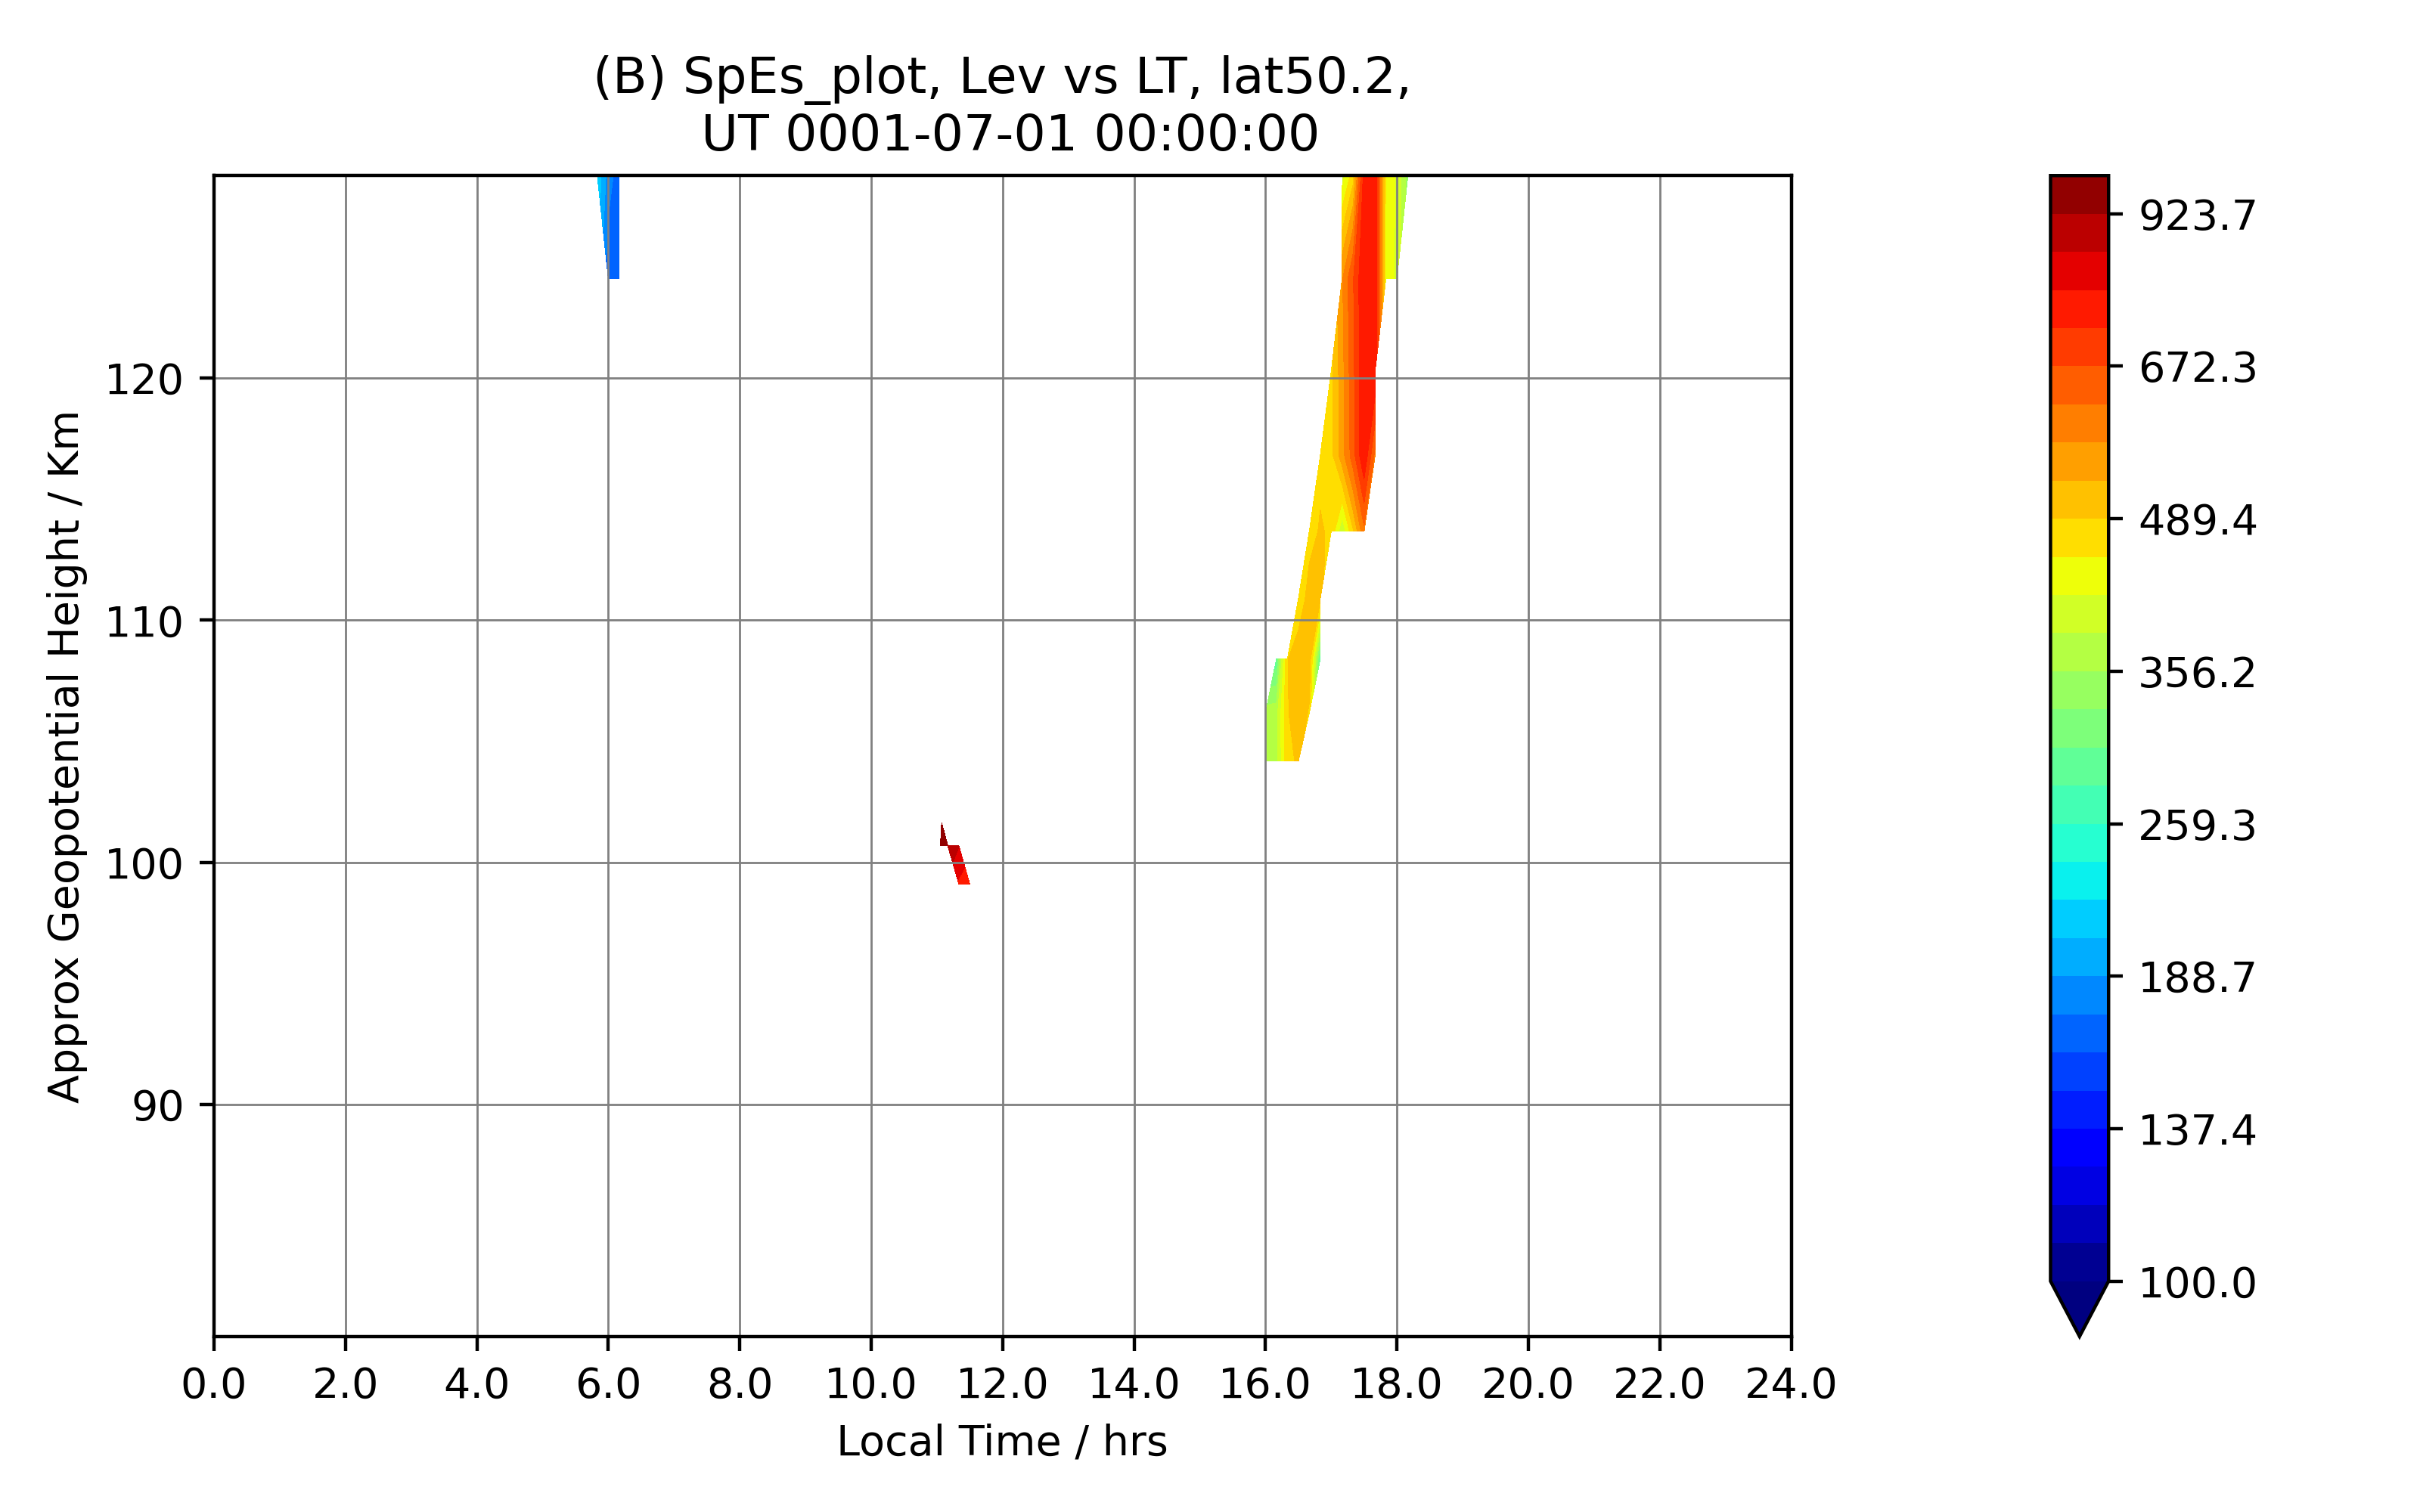 (B) SpEs_plot, Lev vs LT, lat50.2,
UT 0001-07-01 00:00:00
Approx Geopotential Height / Km
120
110
100
90
0.0 2.0 4.0 6.0 8.0 10.0 12.0 14.0 16.0 18.0 20.0 22.0 24.0
Local Time / hrs
923.7
672.3
489.4
356.2
259.3
188.7
137.4
100.0